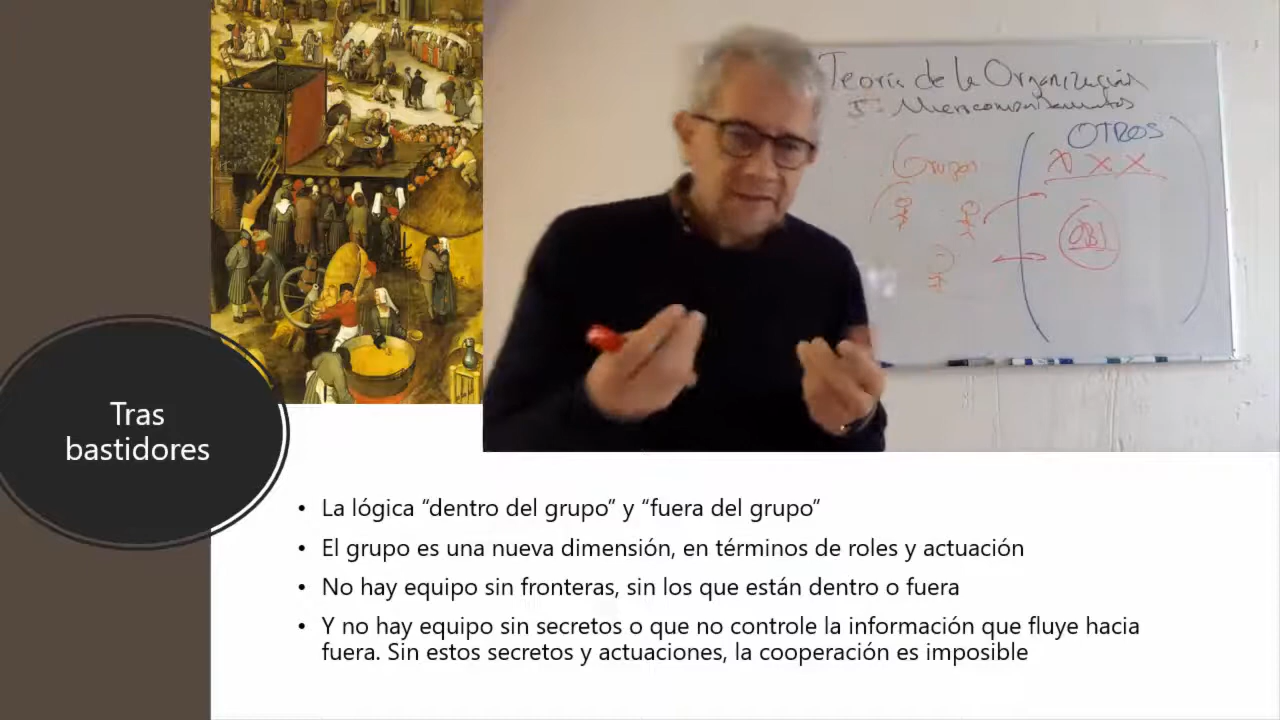 Teoría de la Organización
Grupos
OTROS
X X X
OBJ
Tras
bastidores
• La lógica “dentro del grupo” y “fuera del grupo”
• El grupo es una nueva dimensión, en términos de roles y actuación
• No hay equipo sin fronteras, sin los que están dentro o fuera
• Y no hay equipo sin secretos o que no controle la información que fluye hacia
fuera. Sin estos secretos y actuaciones, la cooperación es imposible